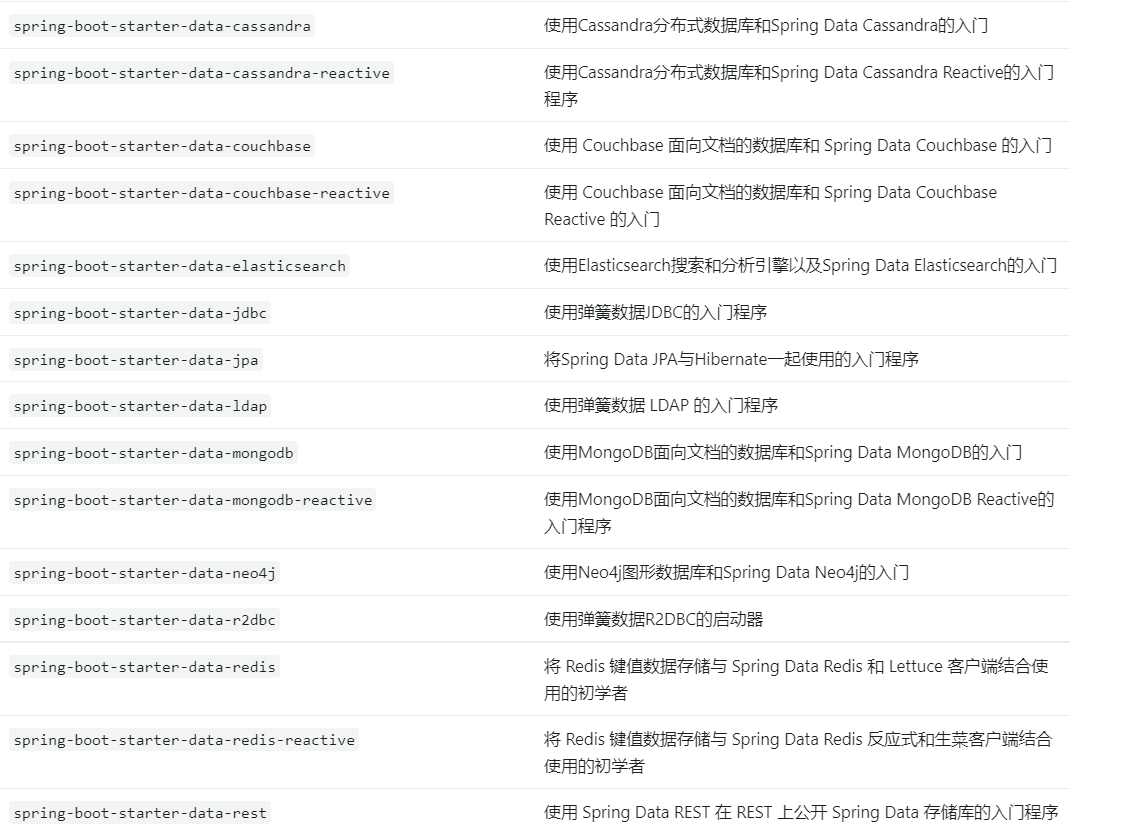 spring-boot-starter-data-cassandra 使用Cassandra分布式数据库和Spring Data Cassandra的入门
spring-boot-starter-data-cassandra-reactive 使用Cassandra分布式数据库和Spring Data Cassandra Reactive的入门
程序
spring-boot-starter-data-couchbase 使用 Couchbase 面向文档的数据库和 Spring Data Couchbase 的入门
spring-boot-starter-data-couchbase-reactive 使用 Couchbase 面向文档的数据库和 Spring Data Couchbase
Reactive 的入门
spring-boot-starter-data-elasticsearch 使用Elasticsearch搜索和分析引擎以及Spring Data Elasticsearch的入门
spring-boot-starter-data-jdbc 使用弹簧数据JDBC的入门程序
spring-boot-starter-data-jpa 将Spring Data JPA与Hibernate一起使用的入门程序
spring-boot-starter-data-ldap 使用弹簧数据 LDAP 的入门程序
spring-boot-starter-data-mongodb 使用MongoDB面向文档的数据库和Spring Data MongoDB的入门
spring-boot-starter-data-mongodb-reactive 使用MongoDB面向文档的数据库和Spring Data MongoDB Reactive的
入门程序
spring-boot-starter-data-neo4j 使用Neo4j图形数据库和Spring Data Neo4j的入门
spring-boot-starter-data-r2dbc 使用弹簧数据R2DBC的启动器
spring-boot-starter-data-redis 将 Redis 键值数据存储与 Spring Data Redis 和 Lettuce 客户端结合使
用的初学者
spring-boot-starter-data-redis-reactive 将 Redis 键值数据存储与 Spring Data Redis 反应式和生菜客户端结合
使用的初学者
spring-boot-starter-data-rest 使用 Spring Data REST 在 REST 上公开 Spring Data 存储库的入门程序